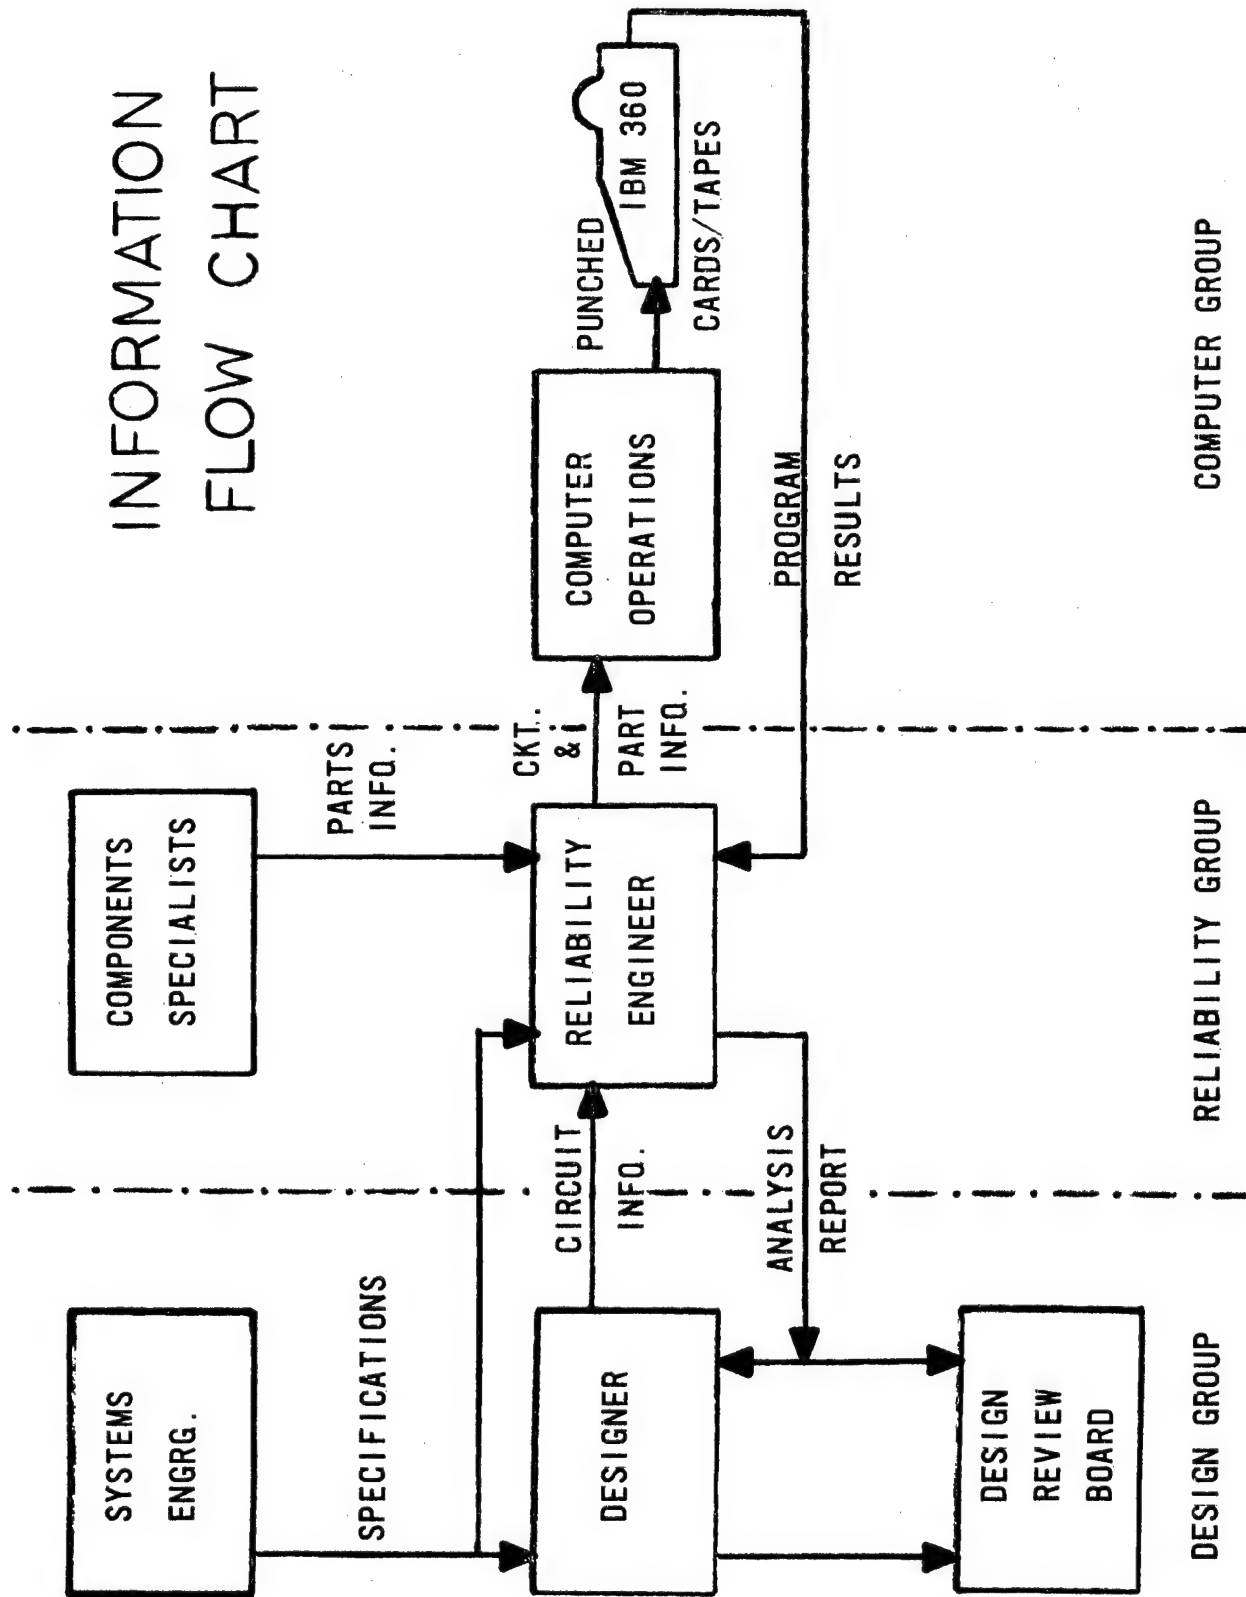 INFORMATION
FLOW CHART
SYSTEMS
ENGRG.
COMPONENTS
SPECIALISTS
SPECIFICATIONS
PARTS
INFO.
DESIGNER
CIRCUIT
INFO.
RELIABILITY
ENGINEER
CKT..
&
PART
INFO.
COMPUTER
OPERATIONS
PUNCHED
CARDS/TAPES
IBM 360
ANALYSIS
REPORT
PROGRAM
RESULTS
DESIGN
REVIEW
BOARD
DESIGN GROUP
RELIABILITY GROUP
COMPUTER GROUP